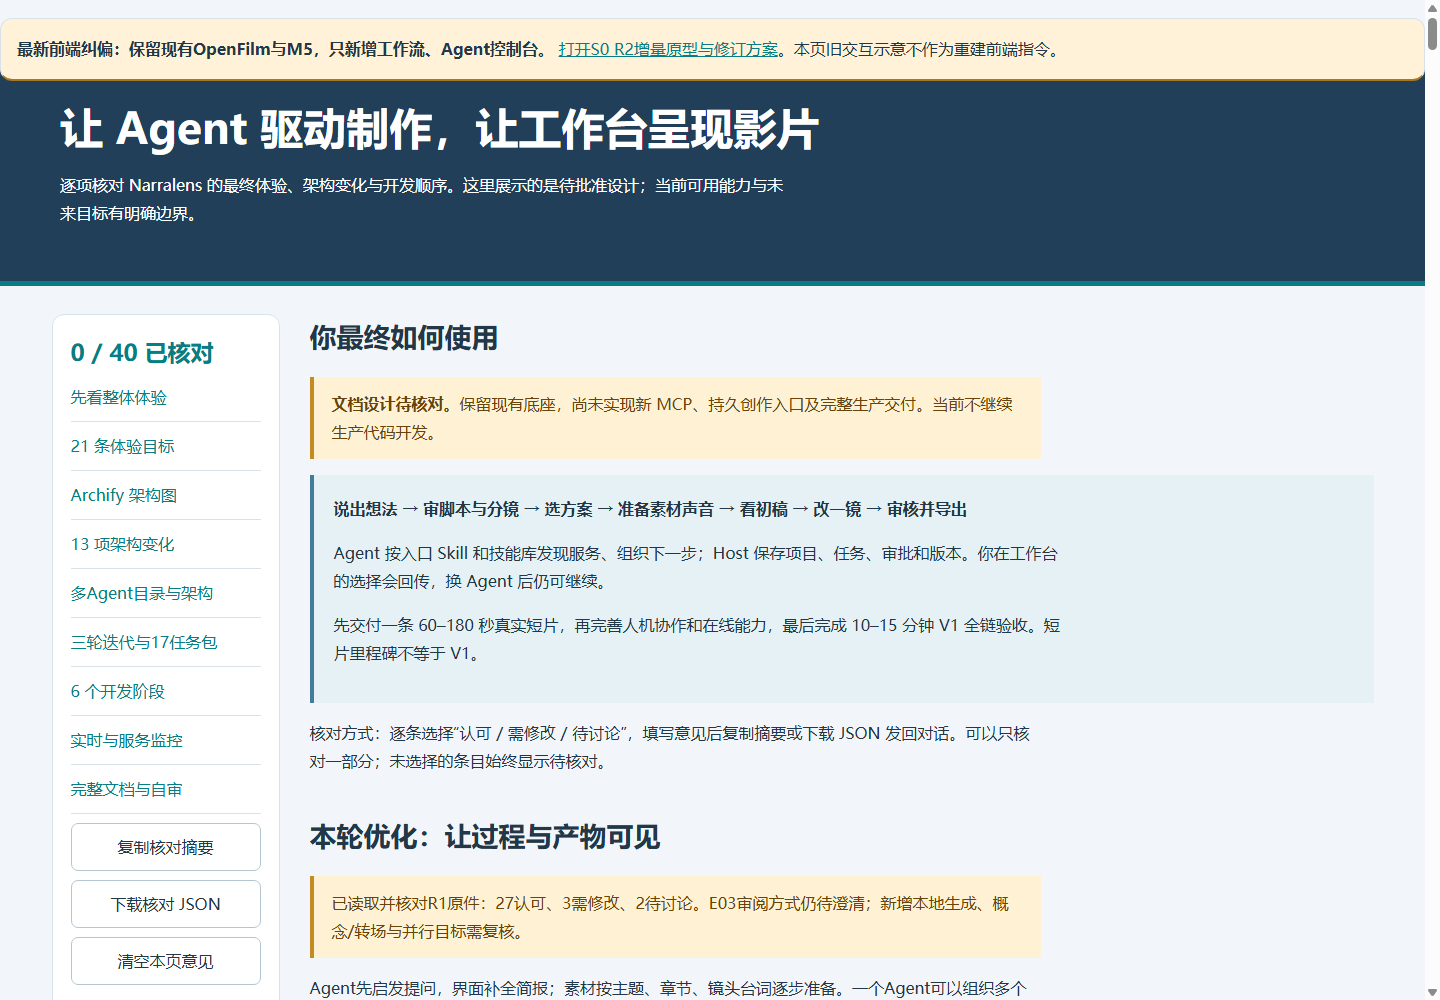 最新前端纠偏：保留现有OpenFilm与M5，只新增工作流、Agent控制台。 打开S0 R2增量原型与修订方案。本页旧交互示意不作为重建前端指令。
让 Agent 驱动制作，让工作台呈现影片
逐项核对 Narralens 的最终体验、架构变化与开发顺序。这里展示的是待批准设计；当前可用能力与未
来目标有明确边界。
0 / 40 已核对
先看整体体验
21 条体验目标
Archify 架构图
13 项架构变化
多Agent目录与架构
三轮迭代与17任务包
6 个开发阶段
实时与服务监控
完整文档与自审
复制核对摘要
下载核对 JSON
清空本页意见
你最终如何使用
文档设计待核对。保留现有底座，尚未实现新 MCP、持久创作入口及完整生产交付。当前不继续
生产代码开发。
说出想法 → 审脚本与分镜 → 选方案 → 准备素材声音 → 看初稿 → 改一镜 → 审核并导出
Agent 按入口 Skill 和技能库发现服务、组织下一步；Host 保存项目、任务、审批和版本。你在工作台
的选择会回传，换 Agent 后仍可继续。
先交付一条 60–180 秒真实短片，再完善人机协作和在线能力，最后完成 10–15 分钟 V1 全链验收。短
片里程碑不等于 V1。
核对方式：逐条选择“认可 / 需修改 / 待讨论”，填写意见后复制摘要或下载 JSON 发回对话。可以只核
对一部分；未选择的条目始终显示待核对。
本轮优化：让过程与产物可见
已读取并核对R1原件：27认可、3需修改、2待讨论。E03审阅方式仍待澄清；新增本地生成、概
念/转场与并行目标需复核。
Agent先启发提问，界面补全简报；素材按主题、章节、镜头台词逐步准备。一个Agent可以组织多个